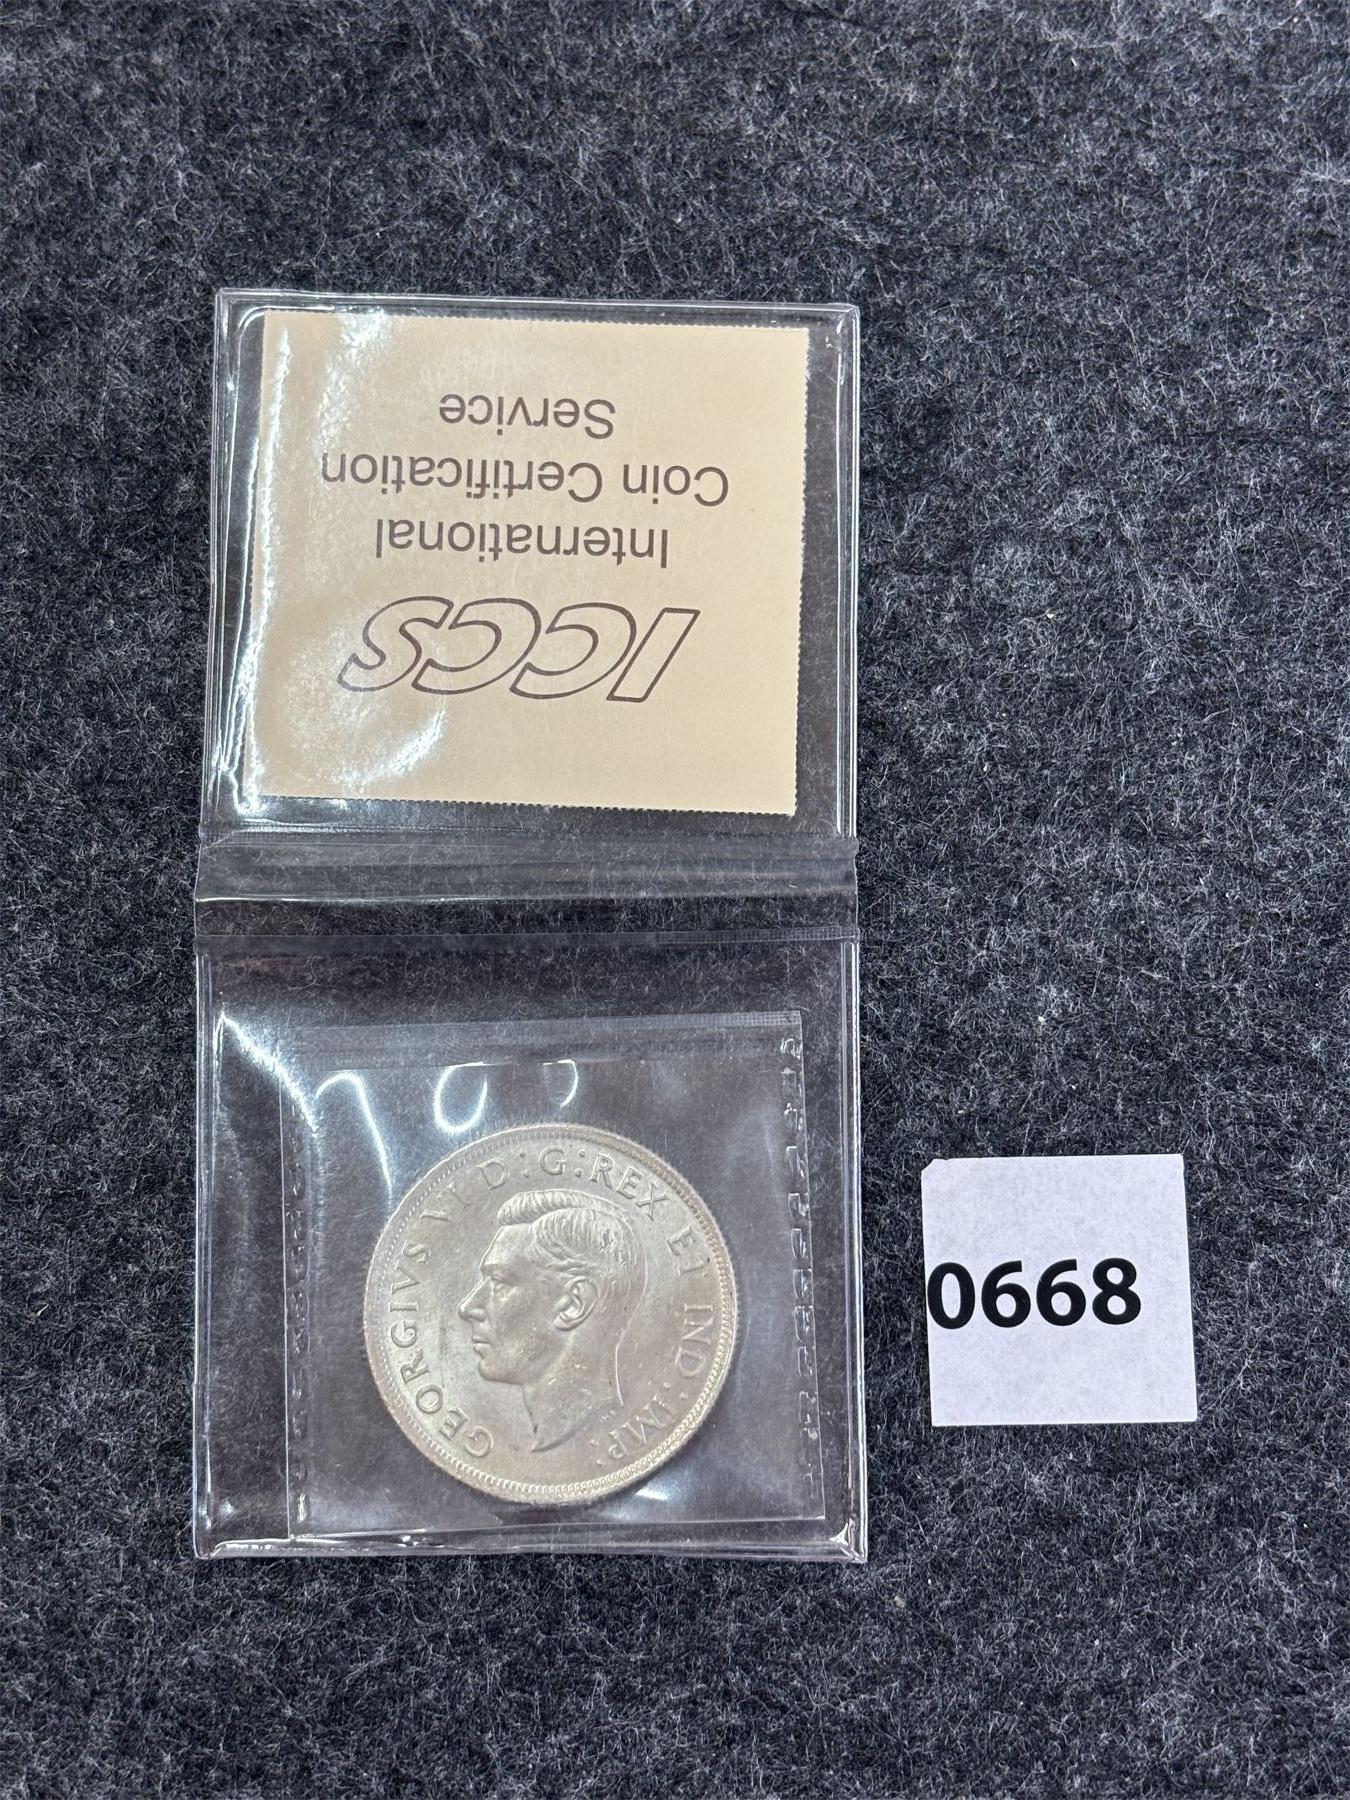 ICCS
International
Coin Certification
Service
GEORGIVS VI D:G:REX ET IND:IMP:
0668